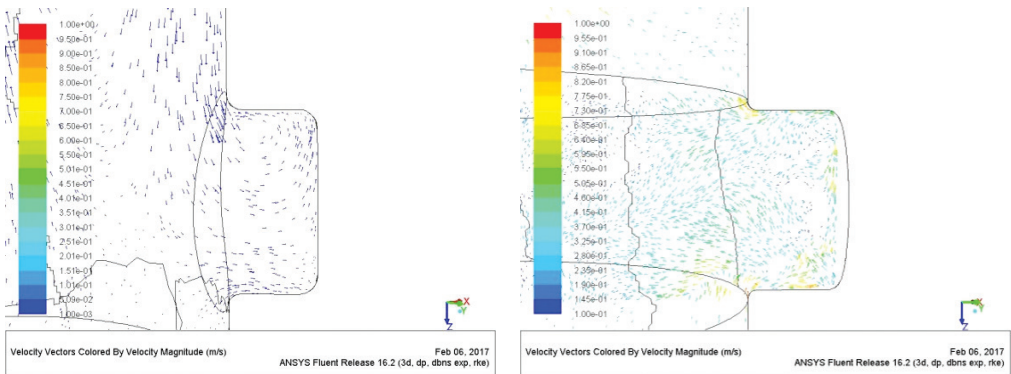 1.00e+00
9.50e-01
9.00e-01
8.50e-01
8.00e-01
7.50e-01
7.00e-01
6.50e-01
6.00e-01
5.50e-01
5.01e-01
4.51e-01
4.01e-01
3.51e-01
3.01e-01
2.51e-01
2.01e-01
1.51e-01
1.01e-01
5.09e-02
1.00e-03
X
Y
Z
Velocity Vectors Colored By Velocity Magnitude (m/s)
Feb 06, 2017
ANSYS Fluent Release 16.2 (3d, dp, dbns exp, rke)
1.00e+00
9.55e-01
9.10e-01
8.65e-01
8.20e-01
7.75e-01
7.30e-01
6.85e-01
6.40e-01
5.95e-01
5.50e-01
5.05e-01
4.60e-01
4.15e-01
3.70e-01
3.25e-01
2.80e-01
2.35e-01
1.90e-01
1.45e-01
1.00e-01
X
Y
Z
Velocity Vectors Colored By Velocity Magnitude (m/s)
Feb 06, 2017
ANSYS Fluent Release 16.2 (3d, dp, dbns exp, rke)